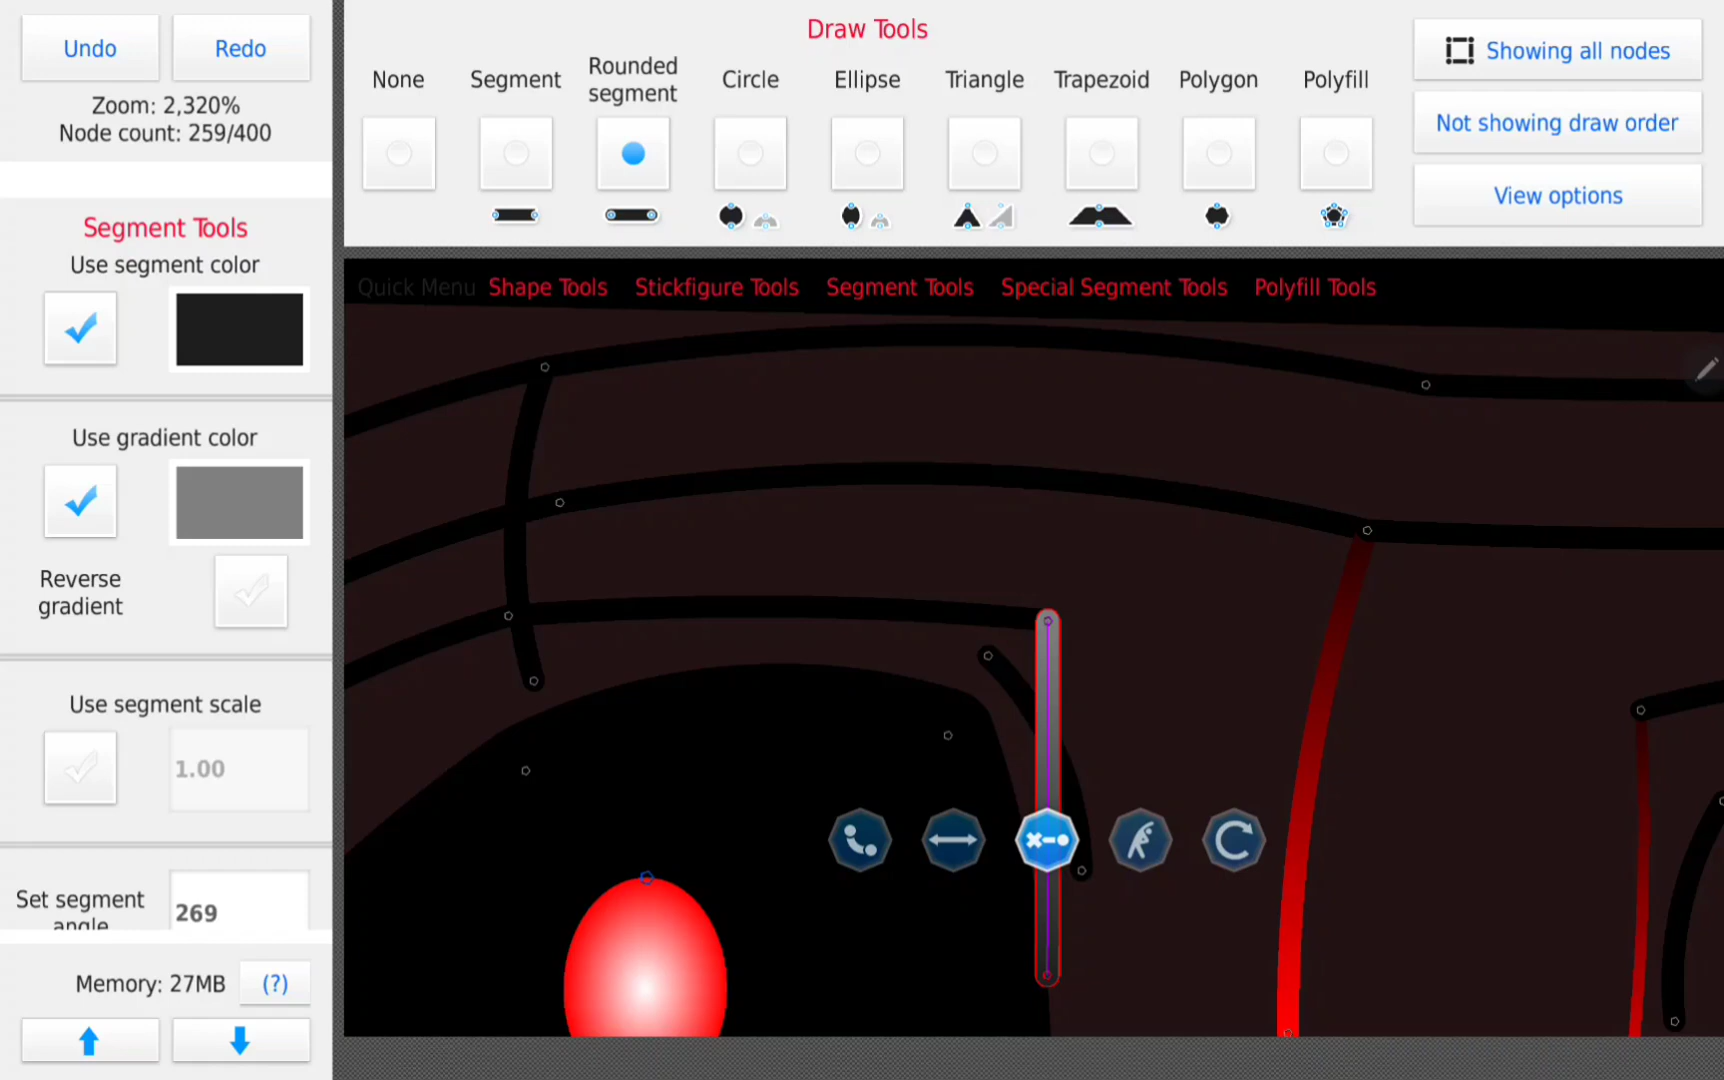 Undo
Redo
Zoom: 2,320%
Node count: 259/400
Segment Tools
Use segment color
Use gradient color
Reverse
gradient
Use segment scale
1.00
Set segment
angle
269
Memory: 27MB
(?)
Draw Tools
None
Segment
Rounded
segment
Circle
Ellipse
Triangle
Trapezoid
Polygon
Polyfill
Showing all nodes
Not showing draw order
View options
Quick Menu
Shape Tools
Stickfigure Tools
Segment Tools
Special Segment Tools
Polyfill Tools